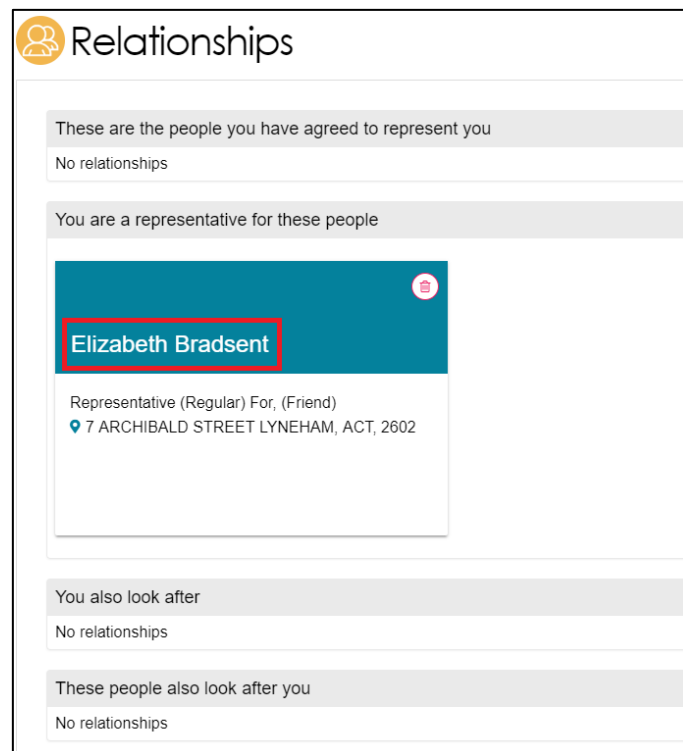 Relationships
These are the people you have agreed to represent you
No relationships
You are a representative for these people
Elizabeth Bradsent
Representative (Regular) For, (Friend)
7 ARCHIBALD STREET LYNEHAM, ACT, 2602
You also look after
No relationships
These people also look after you
No relationships